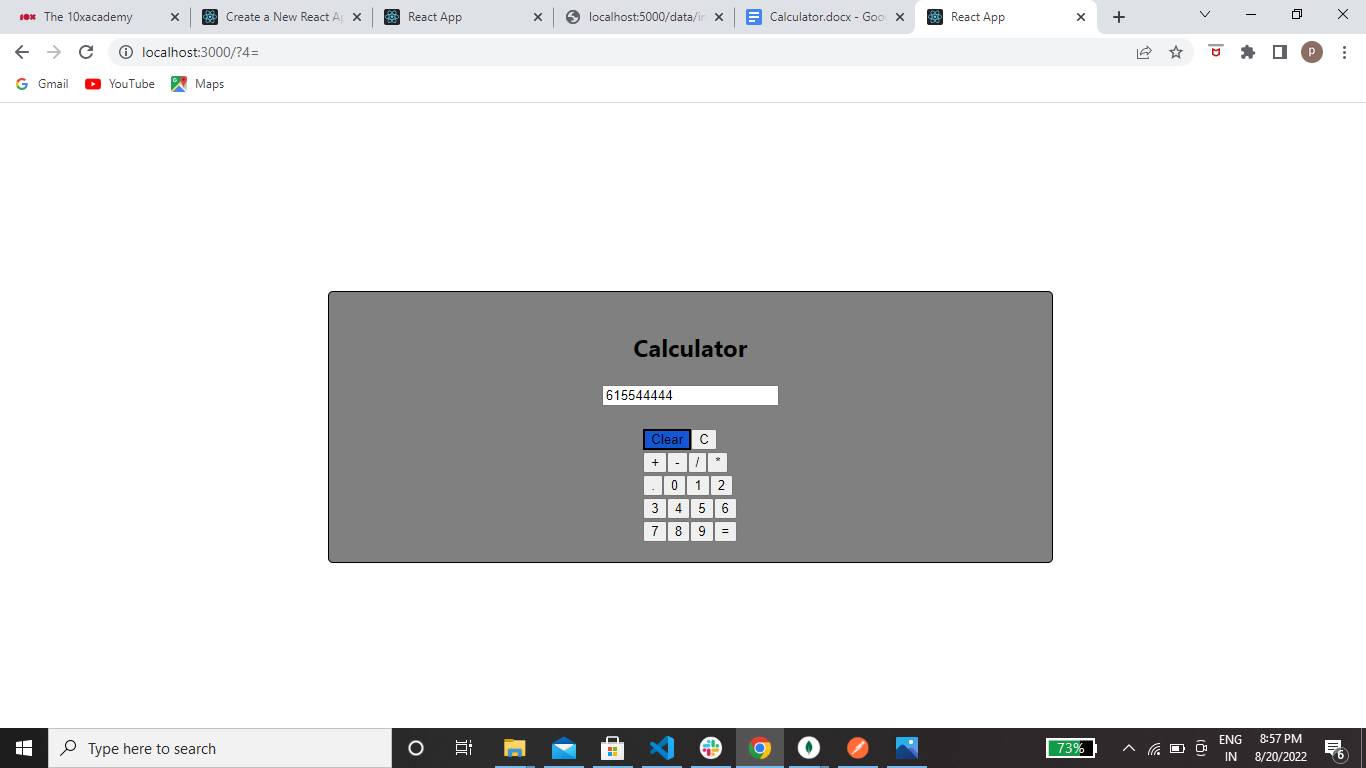 The 10xacademy
Create a New React A
React App
localhost:5000/data/in
Calculator.docx - Goo
React App
localhost:3000/?4=
P
Gmail
YouTube
Maps
Calculator
615544444
Clear C
+ - / *
. 0 1 2
3 4 5 6
7 8 9 =
Type here to search
73%
ENG
IN
8:57 PM
8/20/2022
6